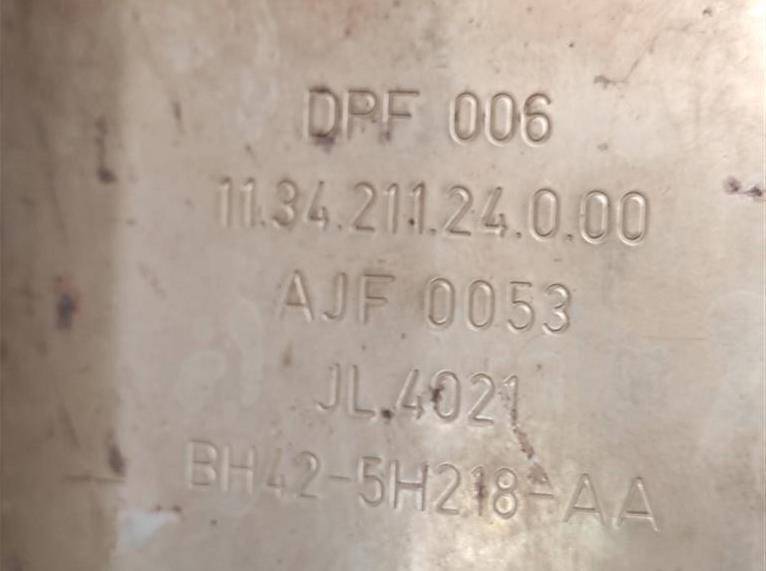 DPF 006
11.34.211.24.0.00
AJF 0053
JL.4021
BH42-5H218-AA